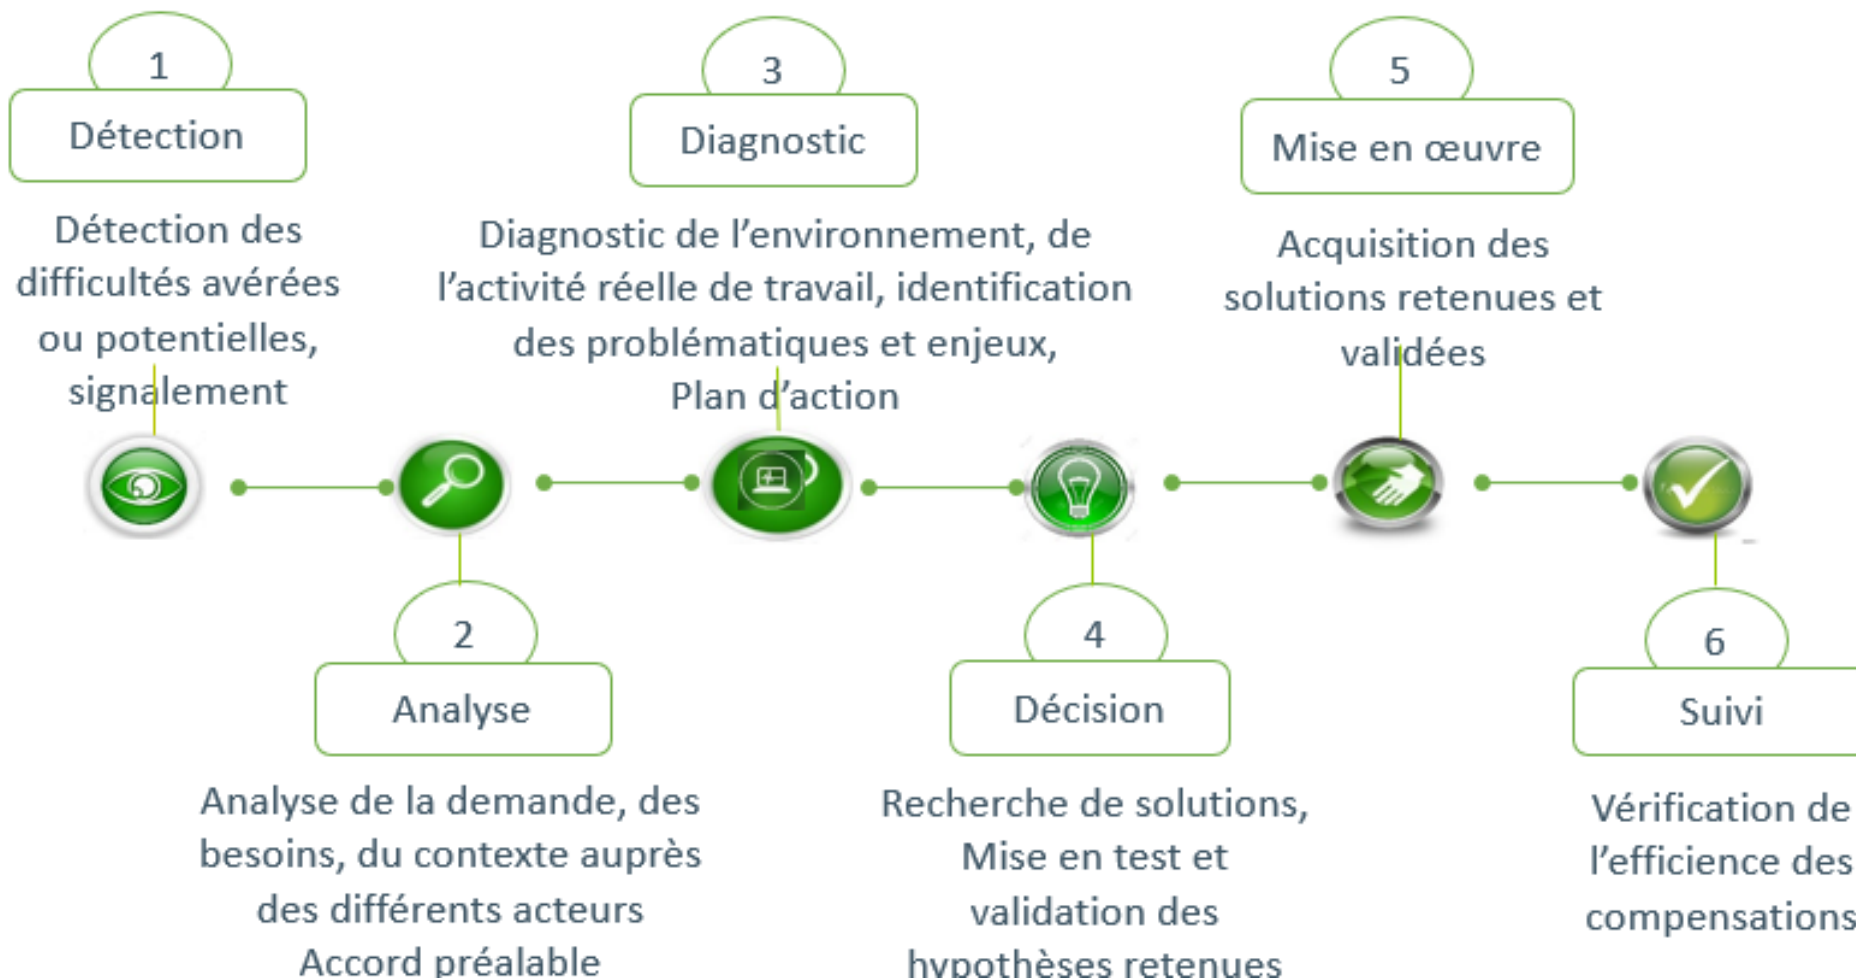 1
Détection
Détection des
difficultés avérées
ou potentielles,
signalement
2
Analyse
Analyse de la demande, des
besoins, du contexte auprès
des différents acteurs
Accord préalable
3
Diagnostic
Diagnostic de l’environnement, de
l’activité réelle de travail, identification
des problématiques et enjeux,
Plan d’action
4
Décision
Recherche de solutions,
Mise en test et
validation des
hypothèses retenues
5
Mise en œuvre
Acquisition des
solutions retenues et
validées
6
Suivi
Vérification de
l’efficience des
compensations